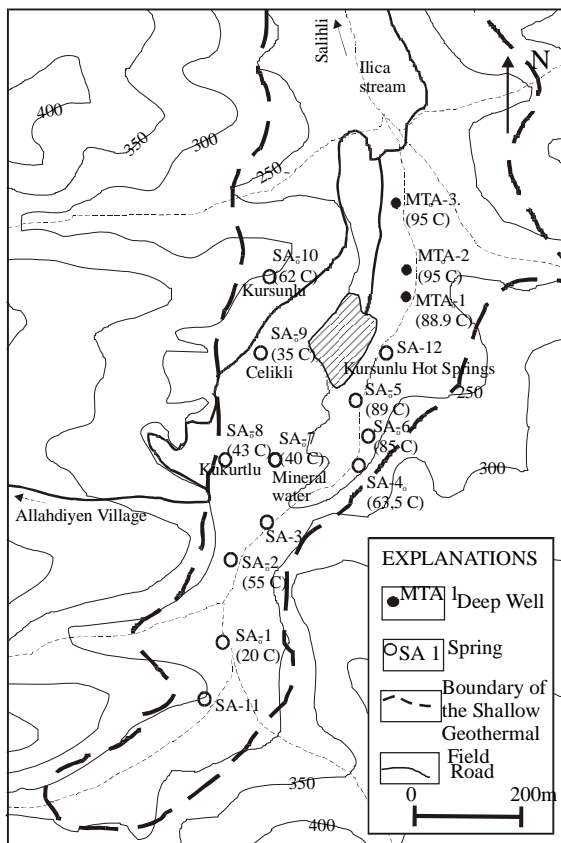 Salihli
Ilica
stream
N
400
350
300
250
MTA-3.
(95 C)
SA-10
(62 C)
Kursunlu
MTA-2
(95 C)
MTA-1
(88.9 C)
SA-9
(35 C)
Celikli
SA-12
Kursunlu Hot Springs
250
SA-5
(89 C)
SA-6
(85 C)
SA-8
(43 C)
Kukurtlu
SA-7
(40 C)
Mineral
water
300
SA-4
(63,5 C)
Allahdiyen Village
SA-3
SA-2
(55 C)
SA-1
(20 C)
SA-11
350
400
EXPLANATIONS
MTA 1 Deep Well
SA 1 Spring
Boundary of
the Shallow
Geothermal
Field
Road
0 200m